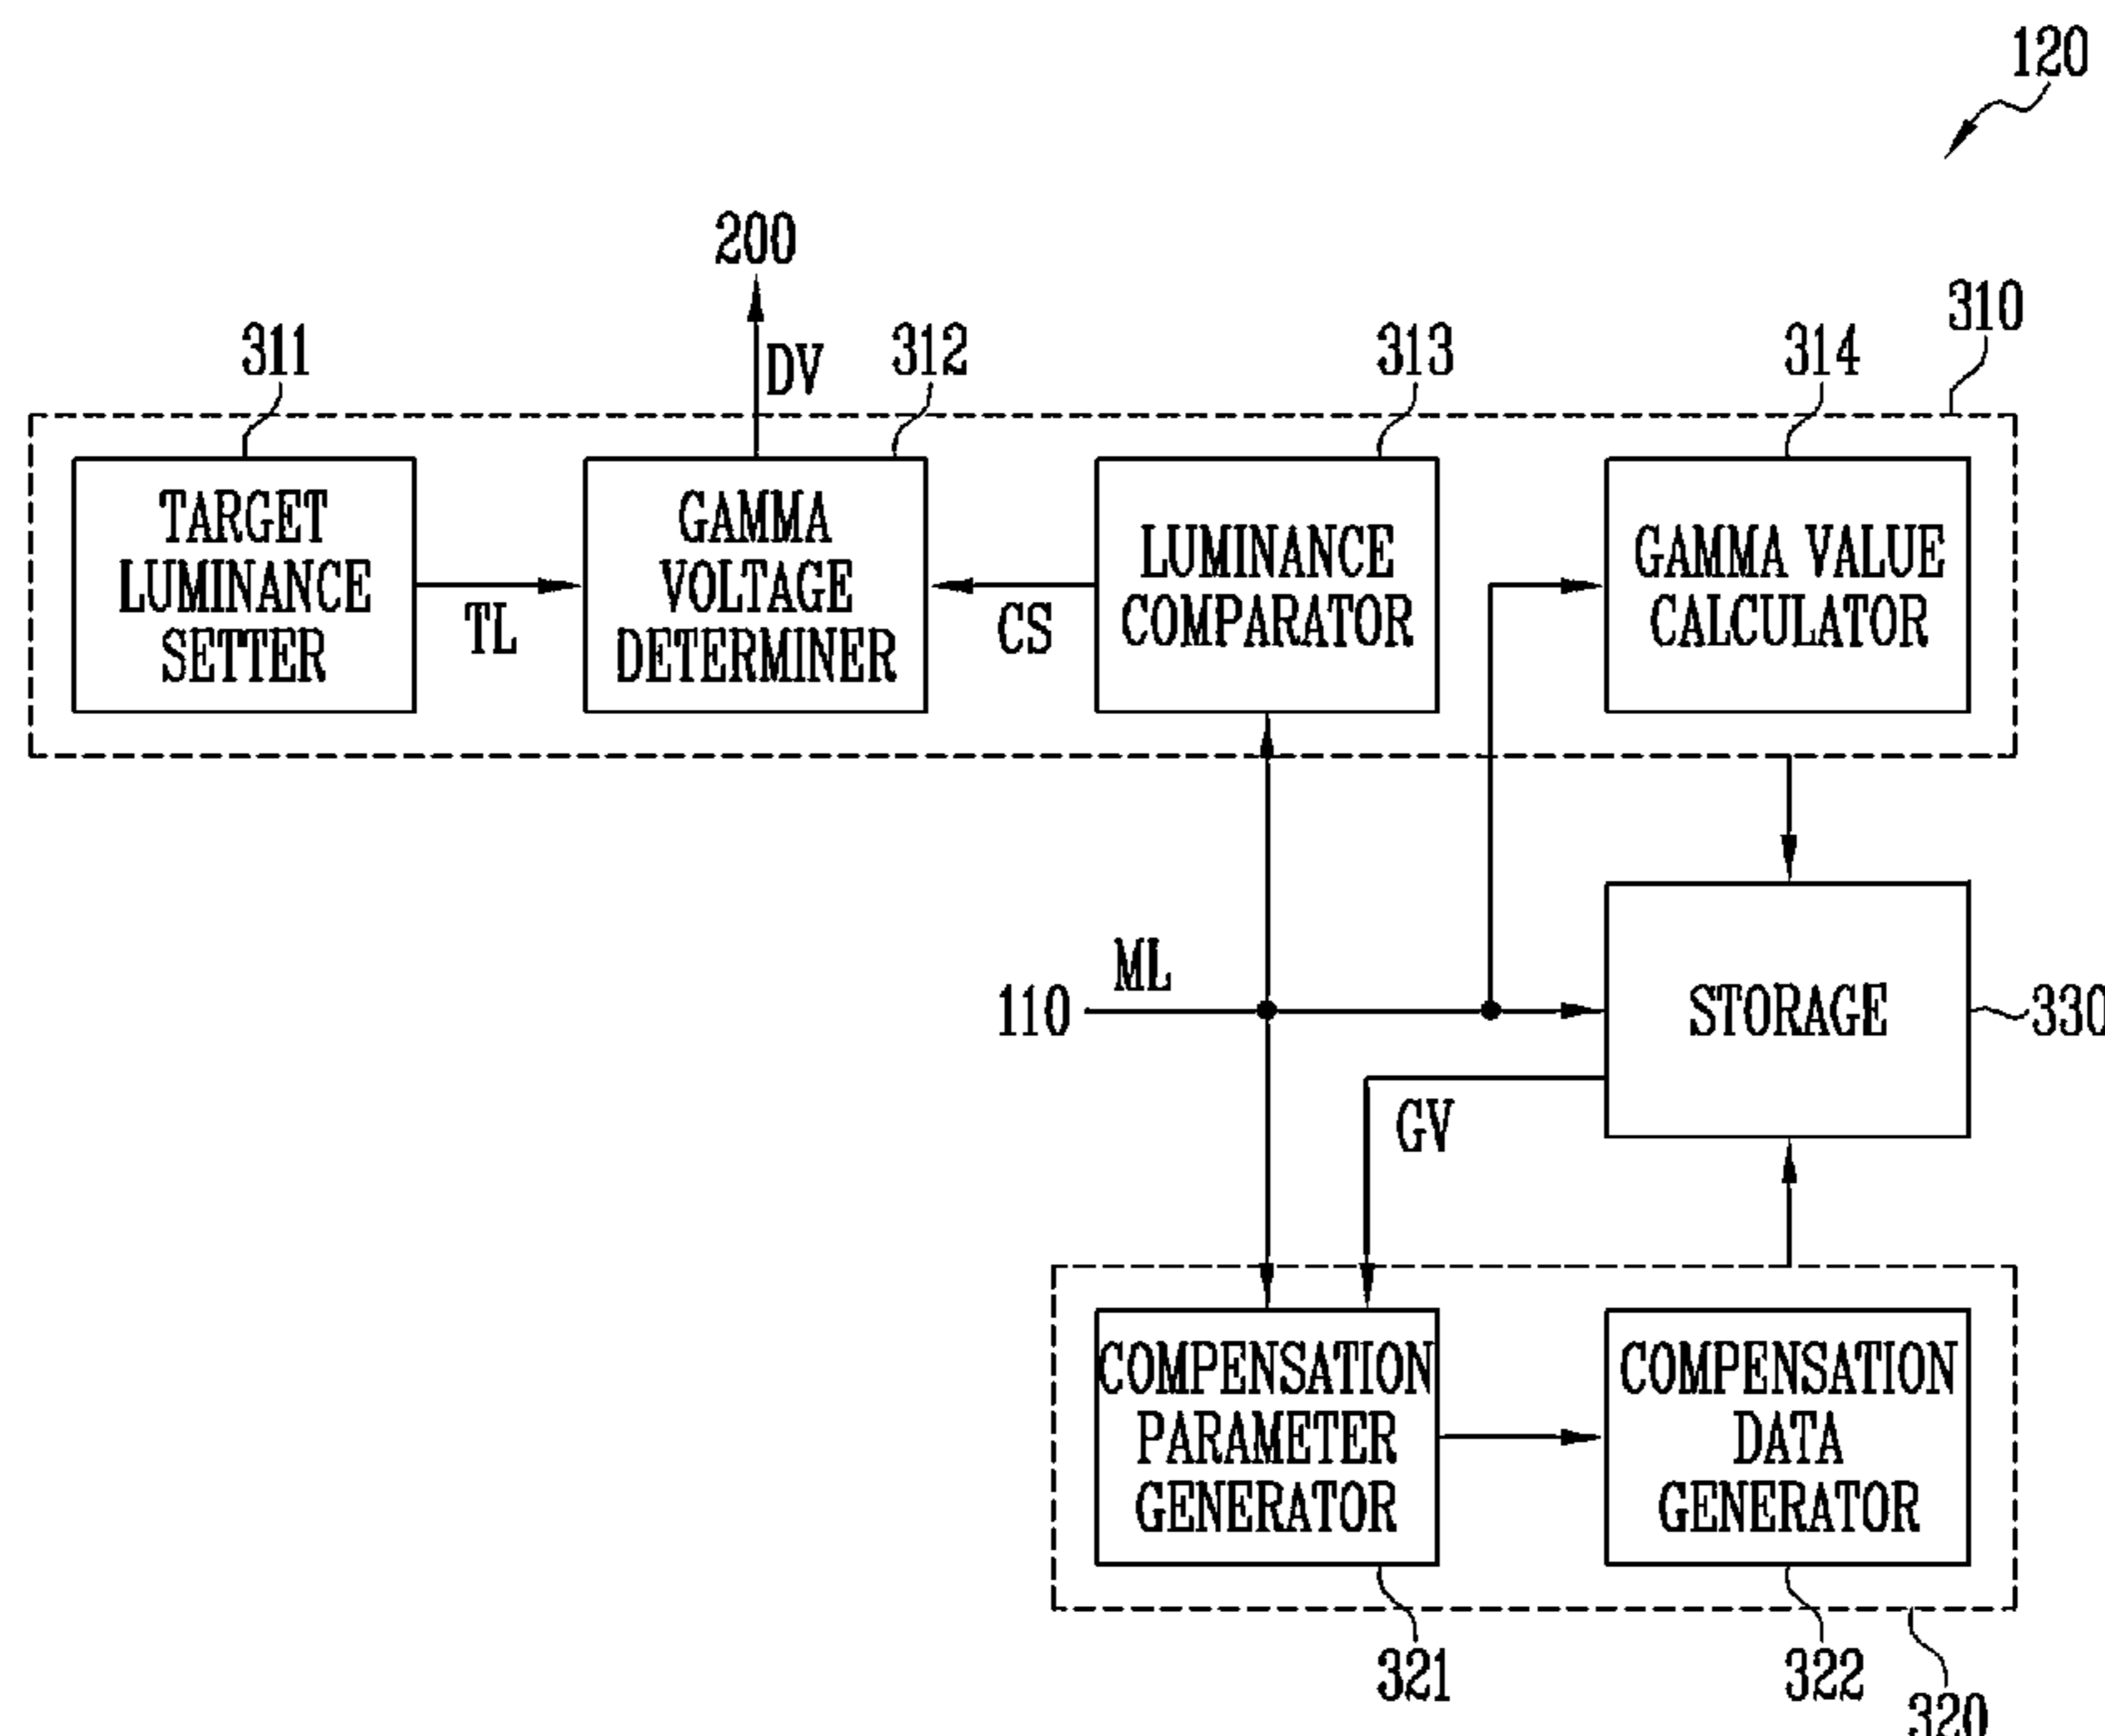 120
200
DV
310
311
312
313
314
TARGET
LUMINANCE
SETTER
TL
GAMMA
VOLTAGE
DETERMINER
CS
LUMINANCE
COMPARATOR
GAMMA VALUE
CALCULATOR
110
ML
STORAGE
330
GV
COMPENSATION
PARAMETER
GENERATOR
COMPENSATION
DATA
GENERATOR
321
322
320